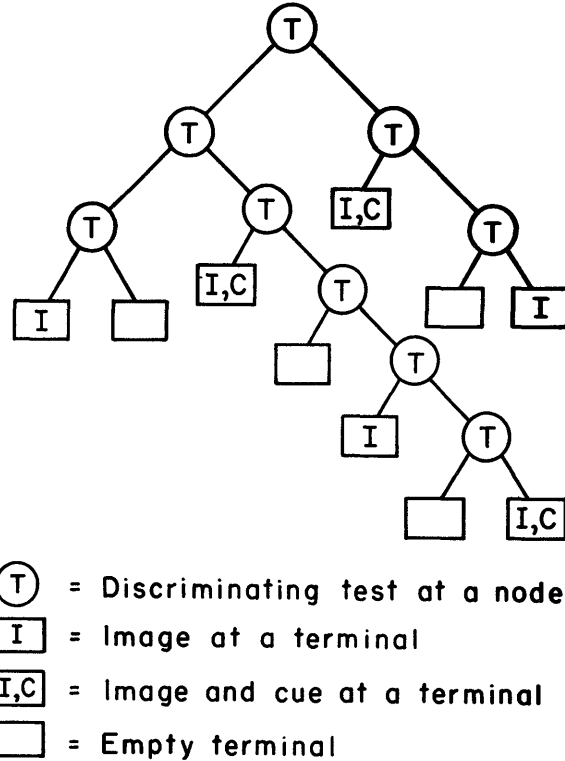 T
T T
T T I,C T
I I,C T I
T
I T
I,C
T = Discriminating test at a node
I = Image at a terminal
I,C = Image and cue at a terminal
= Empty terminal